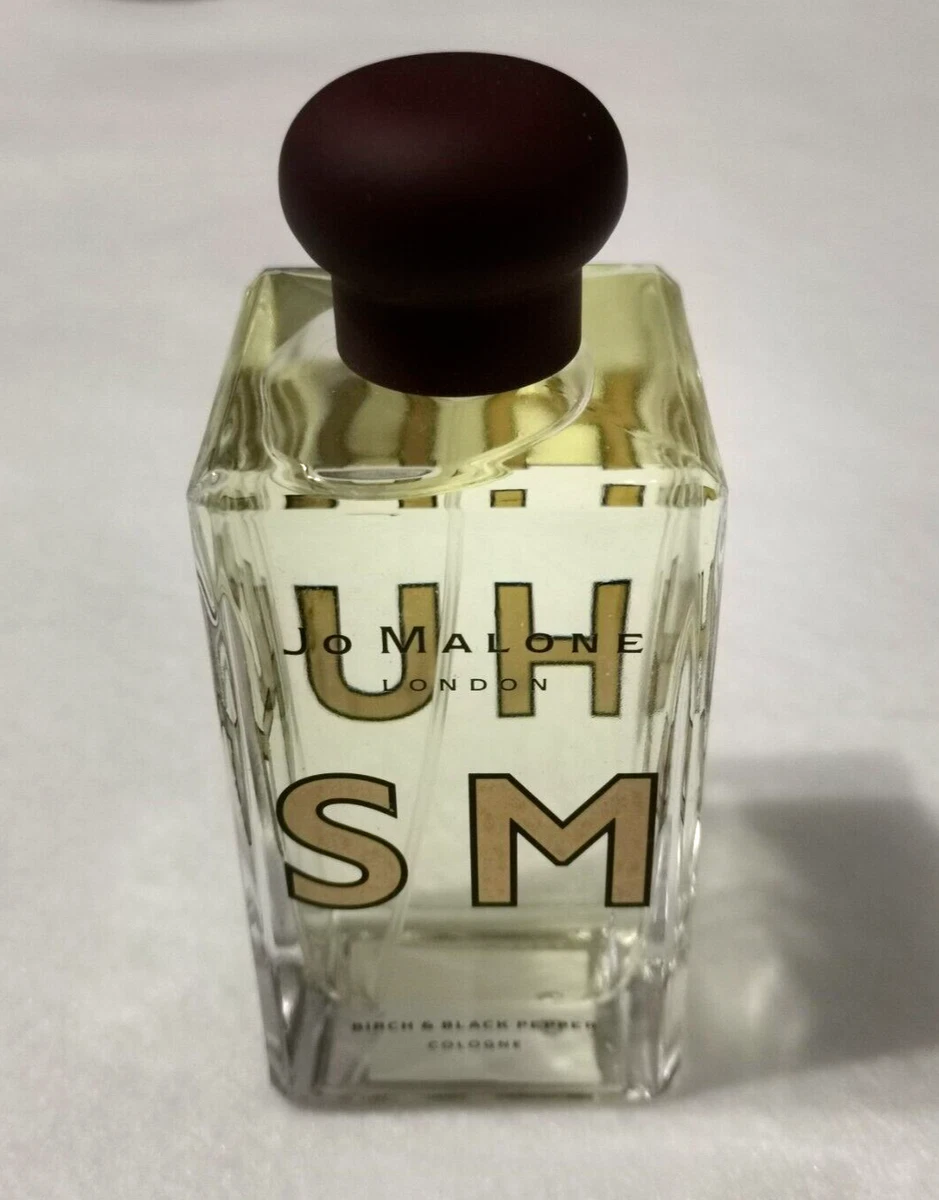 UH
JO MALONE
LONDON
SM
BIRCH & BLACK PEPPER
COLOGNE